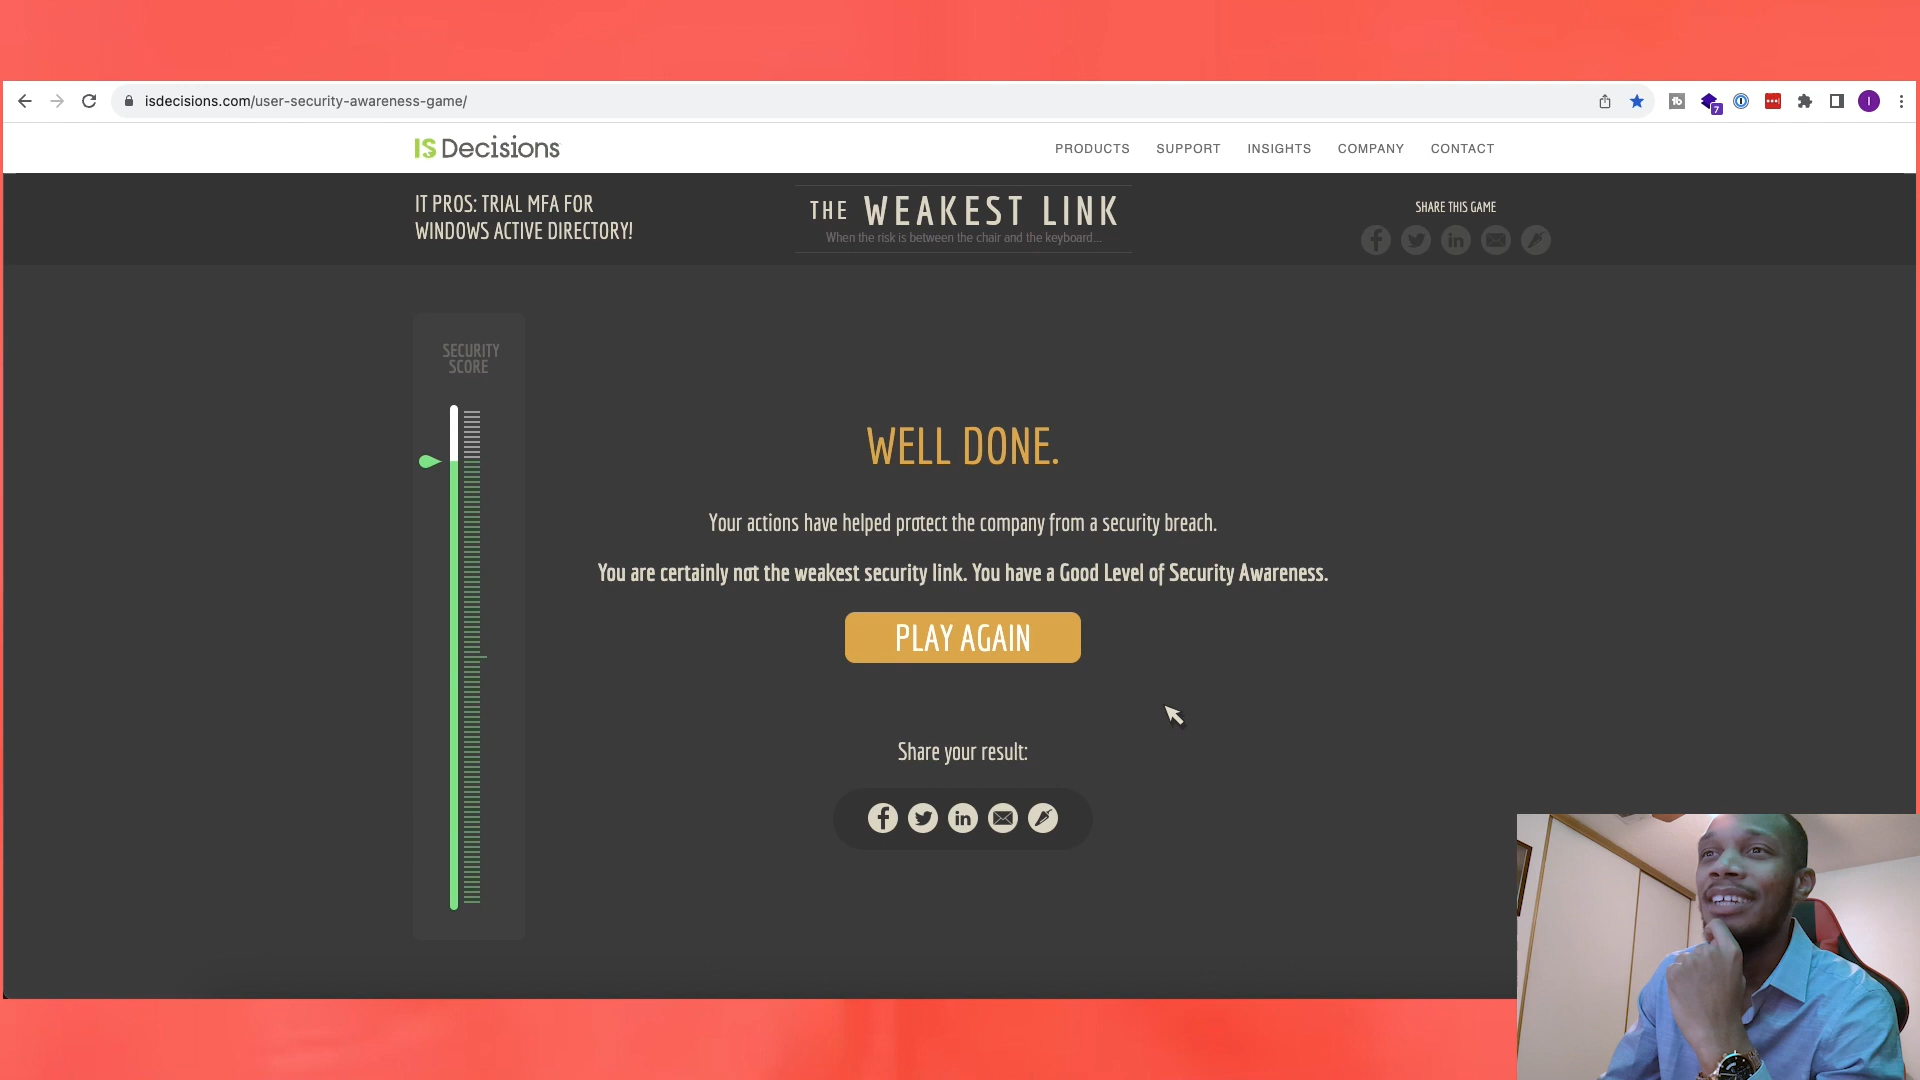 isdecisions.com/user-security-awareness-game/
7
I
IS Decisions
PRODUCTS SUPPORT INSIGHTS COMPANY CONTACT
IT PROS: TRIAL MFA FOR
WINDOWS ACTIVE DIRECTORY!
THE WEAKEST LINK
When the risk is between the chair and the keyboard...
SHARE THIS GAME
SECURITY
SCORE
WELL DONE.
Your actions have helped protect the company from a security breach.
You are certainly not the weakest security link. You have a Good Level of Security Awareness.
PLAY AGAIN
Share your result: